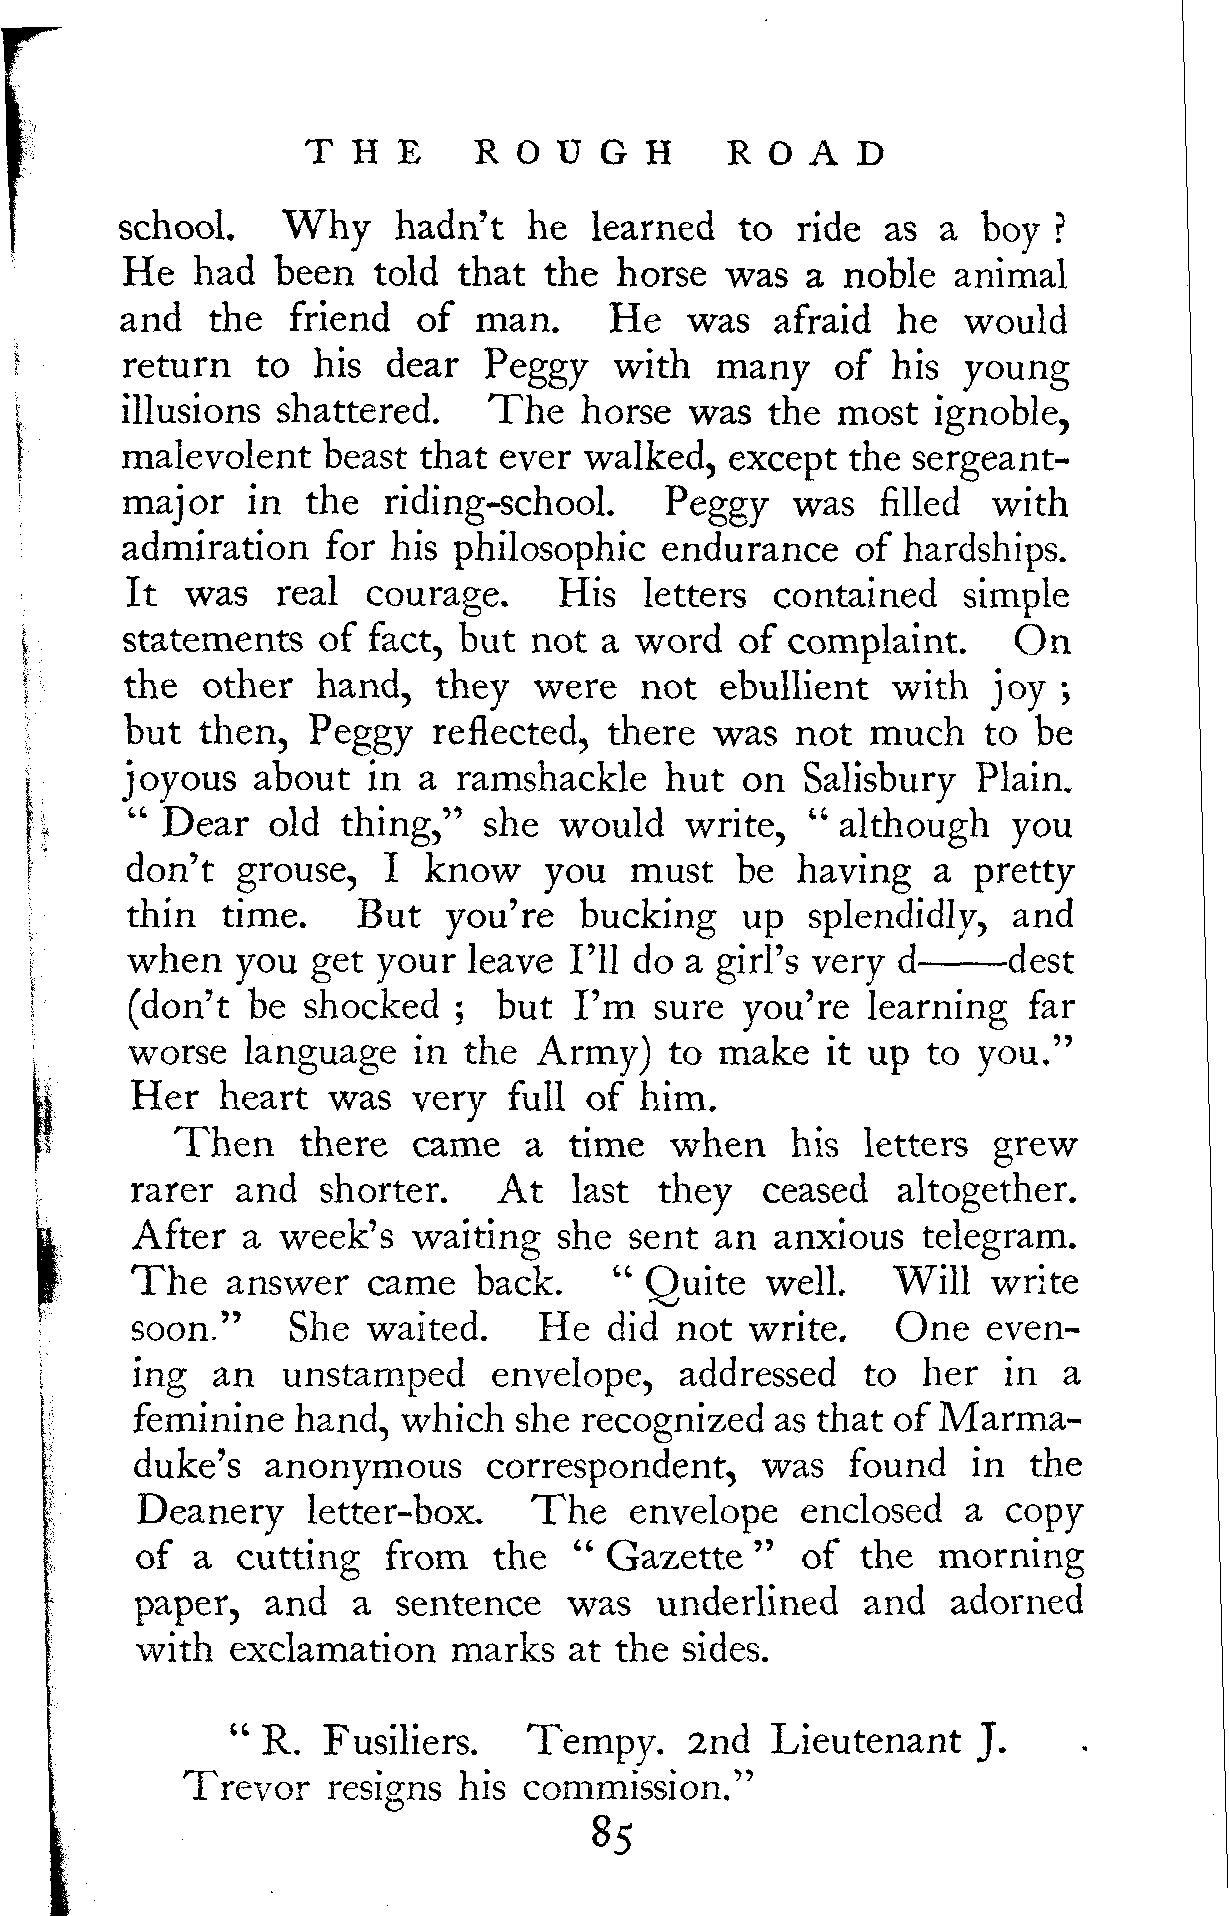 THE ROUGH ROAD
school. Why hadn't he learned to ride as a boy ?
He had been told that the horse was a noble animal
and the friend of man. He was afraid he would
return to his dear Peggy with many of his young
illusions shattered. The horse was the most ignoble,
malevolent beast that ever walked, except the sergeant-
major in the riding-school. Peggy was filled with
admiration for his philosophic endurance of hardships.
It was real courage. His letters contained simple
statements of fact, but not a word of complaint. On
the other hand, they were not ebullient with joy ;
but then, Peggy reflected, there was not much to be
joyous about in a ramshackle hut on Salisbury Plain.
“ Dear old thing,” she would write, “ although you
don't grouse, I know you must be having a pretty
thin time. But you're bucking up splendidly, and
when you get your leave I'll do a girl's very d——dest
(don't be shocked ; but I'm sure you're learning far
worse language in the Army) to make it up to you.”
Her heart was very full of him.
Then there came a time when his letters grew
rarer and shorter. At last they ceased altogether.
After a week's waiting she sent an anxious telegram.
The answer came back. “ Quite well. Will write
soon.” She waited. He did not write. One even-
ing an unstamped envelope, addressed to her in a
feminine hand, which she recognized as that of Marma-
duke's anonymous correspondent, was found in the
Deanery letter-box. The envelope enclosed a copy
of a cutting from the “ Gazette ” of the morning
paper, and a sentence was underlined and adorned
with exclamation marks at the sides.
“ R. Fusiliers. Tempy. 2nd Lieutenant J.
Trevor resigns his commission.”
85